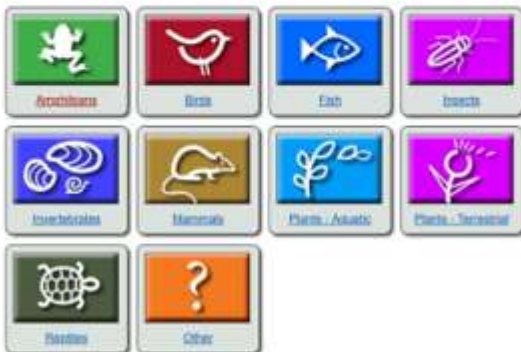 Amphibians
Birds
Fish
Insects
Invertebrates
Mammals
Plants - Aquatic
Plants - Terrestrial
Reptiles
?
Other